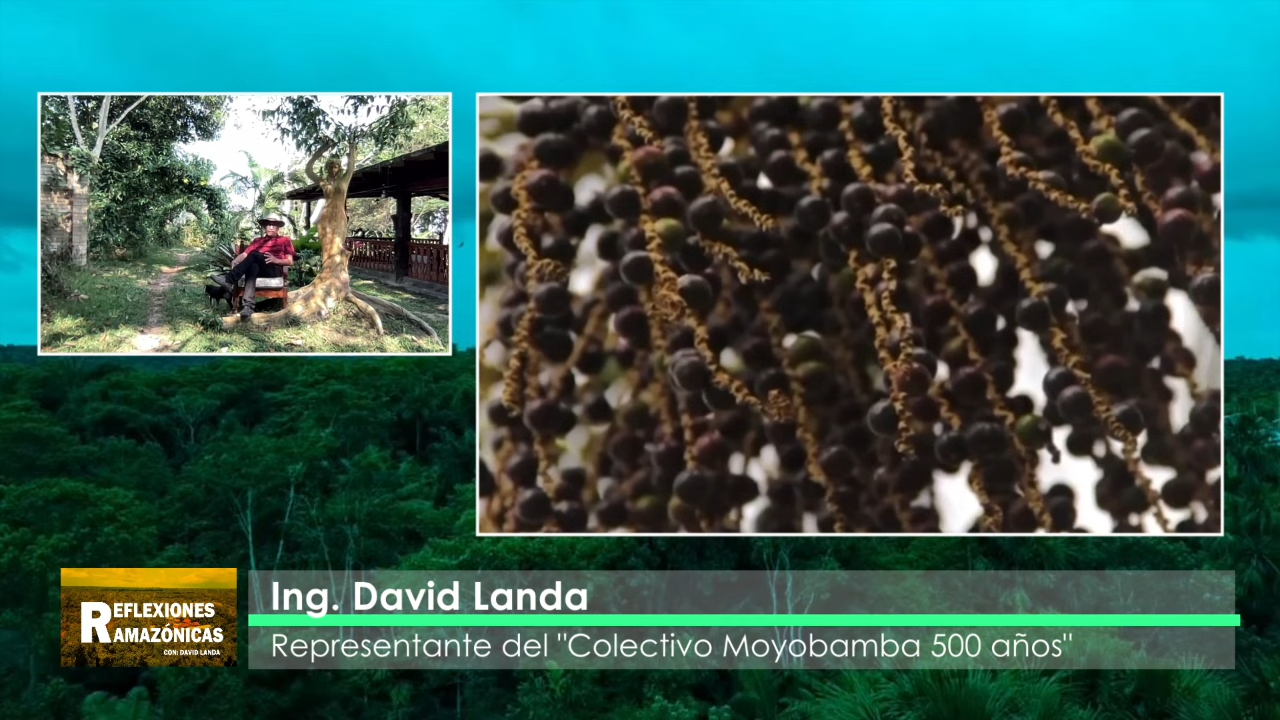 Ing. David Landa
REFLEXIONES
AMAZÓNICAS
CON: DAVID LANDA
Representante del "Colectivo Moyobamba 500 años"